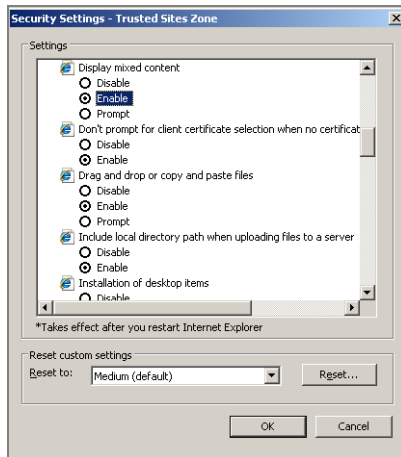 Security Settings - Trusted Sites Zone
Settings
Display mixed content
Disable
Enable
Prompt
Don't prompt for client certificate selection when no certificat
Disable
Enable
Drag and drop or copy and paste files
Disable
Enable
Prompt
Include local directory path when uploading files to a server
Disable
Enable
Installation of desktop items
Disable
*Takes effect after you restart Internet Explorer
Reset custom settings
Reset to: Medium (default) Reset...
OK Cancel